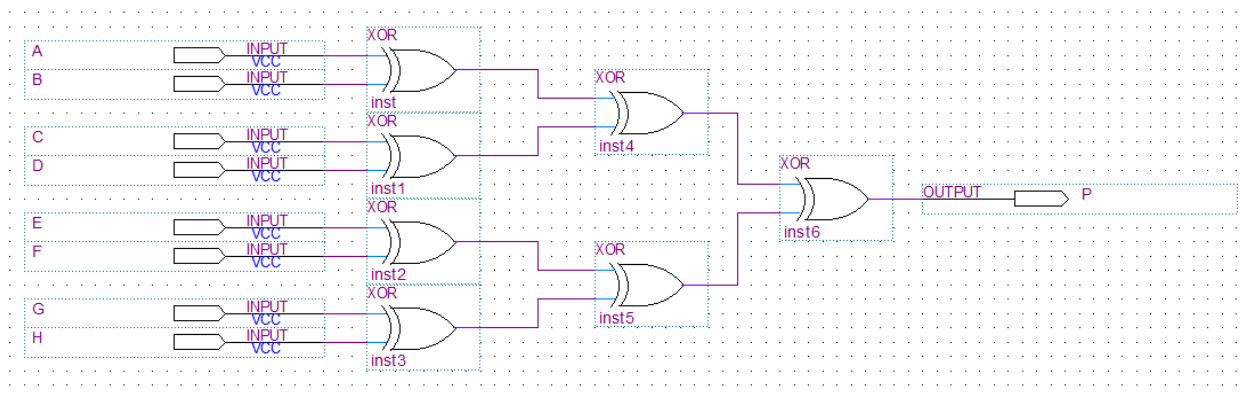 XOR
A INPUT
VCC
B INPUT
VCC
inst
XOR
C INPUT
VCC
D INPUT
VCC
inst1
XOR
E INPUT
VCC
F INPUT
VCC
inst2
XOR
G INPUT
VCC
H INPUT
VCC
inst3
XOR
inst4
XOR
inst5
XOR
inst6
OUTPUT P